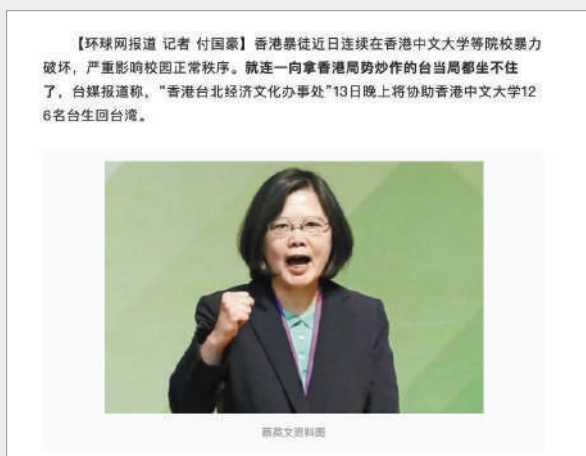 【环球网报道 记者 付国豪】香港暴徒近日连续在香港中文大学等院校暴力
破坏，严重影响校园正常秩序。就连一向拿香港局势炒作的台当局都坐不住
了，台媒报道称，“香港台北经济文化办事处”13日晚上将协助香港中文大学12
6名台生回台湾。
蔡英文资料图